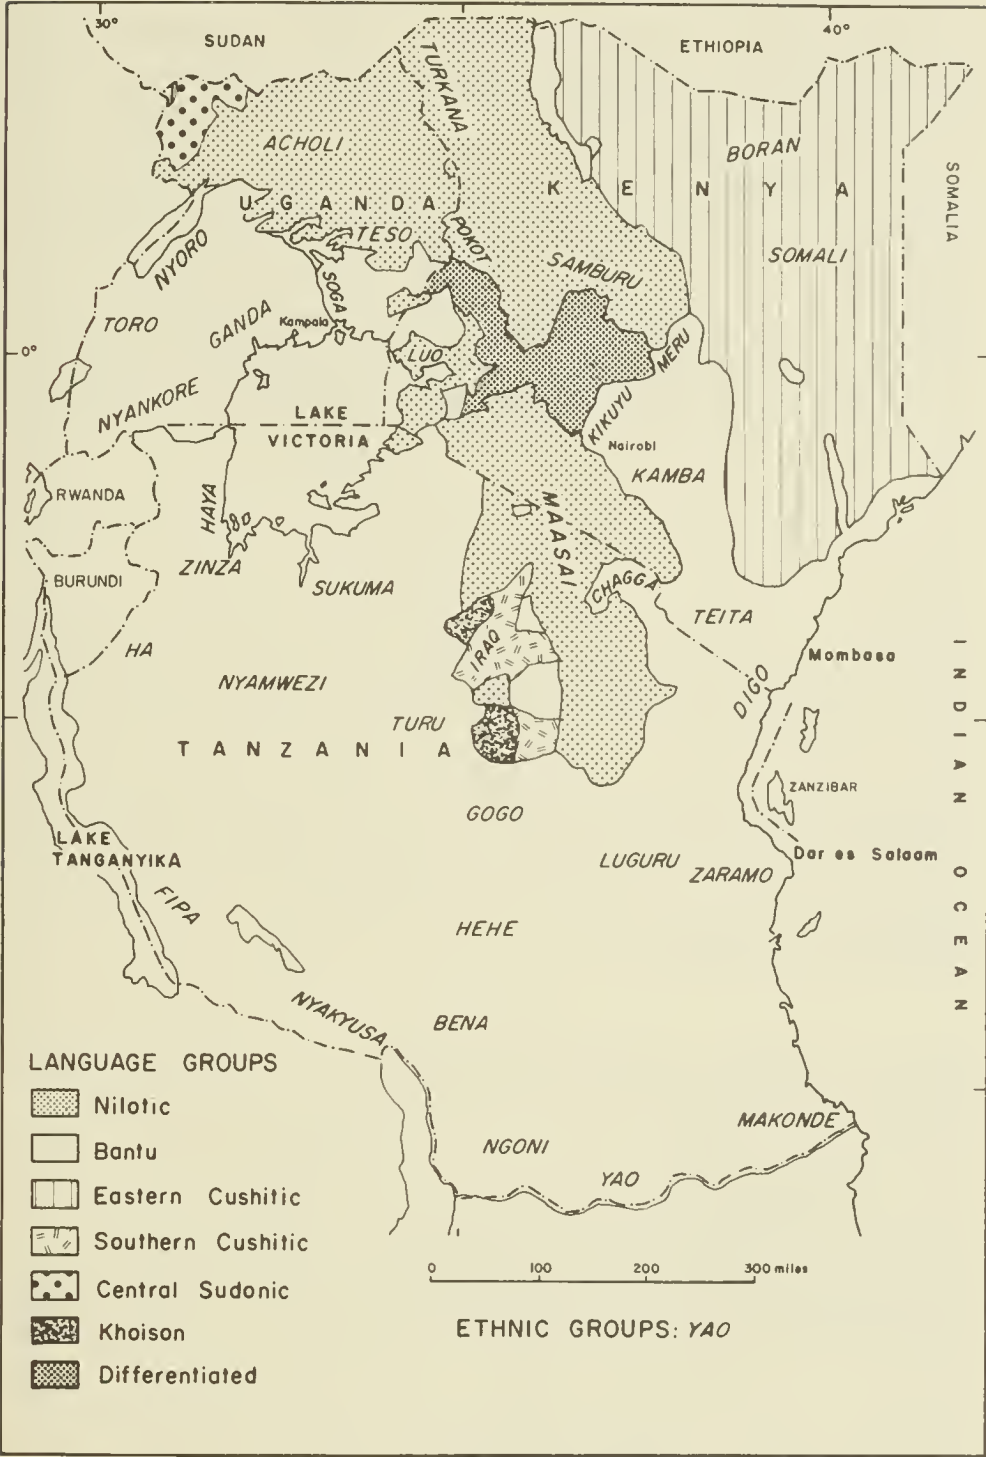 30°
40°
SUDAN
ETHIOPIA
TURKANA
ACHOLI
BORAN
UGANDA
KENYA
SOMALIA
NYORO
TESO
POKOT
SAMBURU
SOMALI
SOGA
TORO
GANDA
Kampala
0°
LUO
MERU
NYANKORE
KIKUYU
LAKE
VICTORIA
Nairobi
KAMBA
RWANDA
HAYA
MAASAI
ZINZA
SUKUMA
CHAGGA
BURUNDI
TEITA
HA
IRAQ
Mombasa
NYAMWEZI
DIGO
TURU
TANZANIA
INDIAN OCEAN
GOGO
ZANZIBAR
LAKE
TANGANYIKA
LUGURU
ZARAMO
Dar es Salaam
FIPA
HEHE
NYAKYUSA
BENA
MAKONDE
NGONI
YAO
LANGUAGE GROUPS
Nilotic
Bantu
Eastern Cushitic
Southern Cushitic
Central Sudonic
Khoison
Differentiated
0 100 200 300 miles
ETHNIC GROUPS: YAO